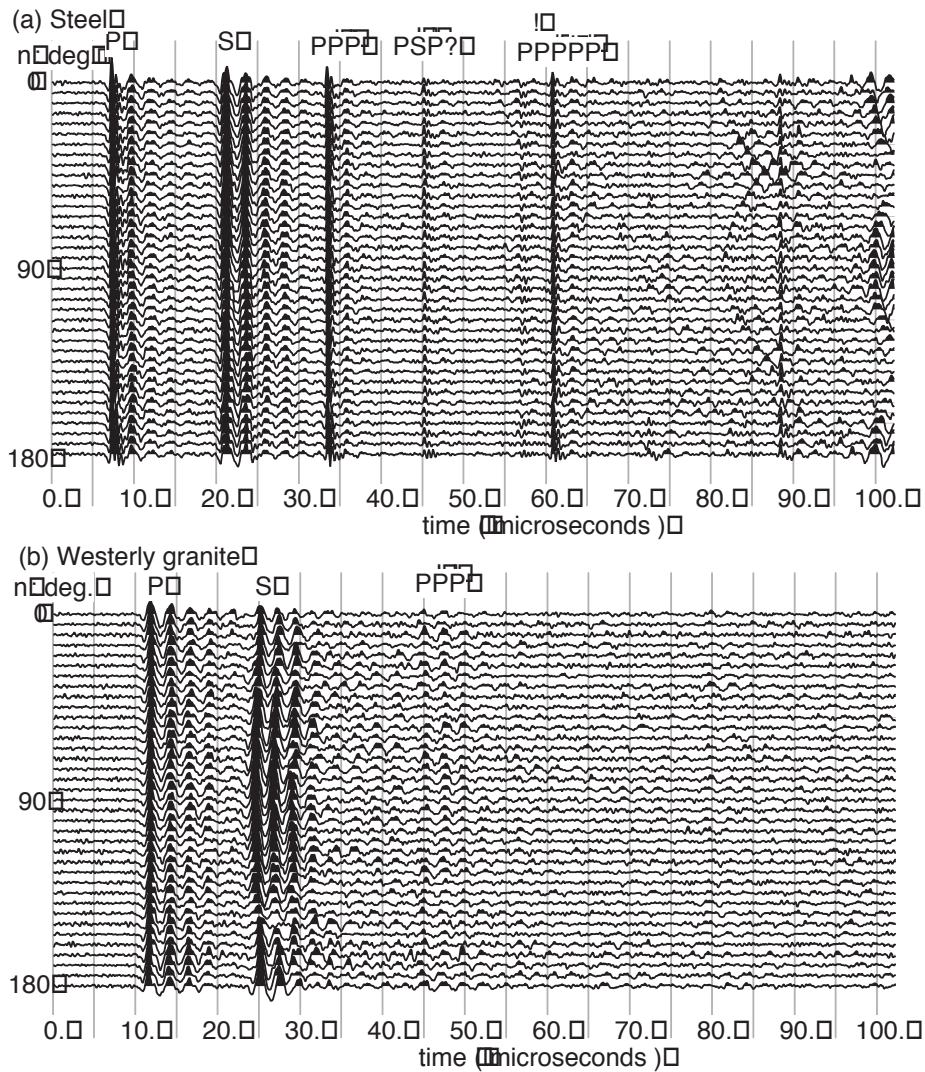 (a) Steel□
!□
P□ S□ PPP□ PSP?□ PPPPP□
n□deg□
0□
90□
180□
0.□ 10.□ 20.□ 30.□ 40.□ 50.□ 60.□ 70.□ 80.□ 90.□ 100.□
time (□microseconds )□
(b) Westerly granite□
n□deg.□ P□ S□ PPP□
0□
90□
180□
0.□ 10.□ 20.□ 30.□ 40.□ 50.□ 60.□ 70.□ 80.□ 90.□ 100.□
time (□microseconds )□